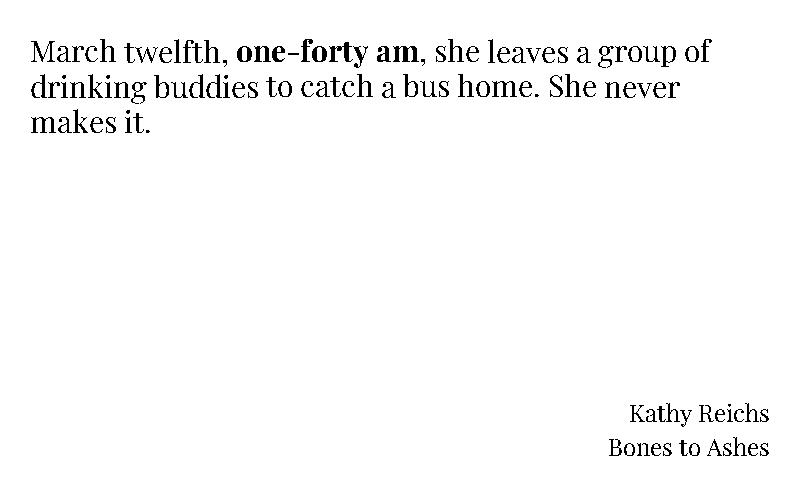 March twelfth, one-forty am, she leaves a group of
drinking buddies to catch a bus home. She never
makes it.
Kathy Reichs
Bones to Ashes